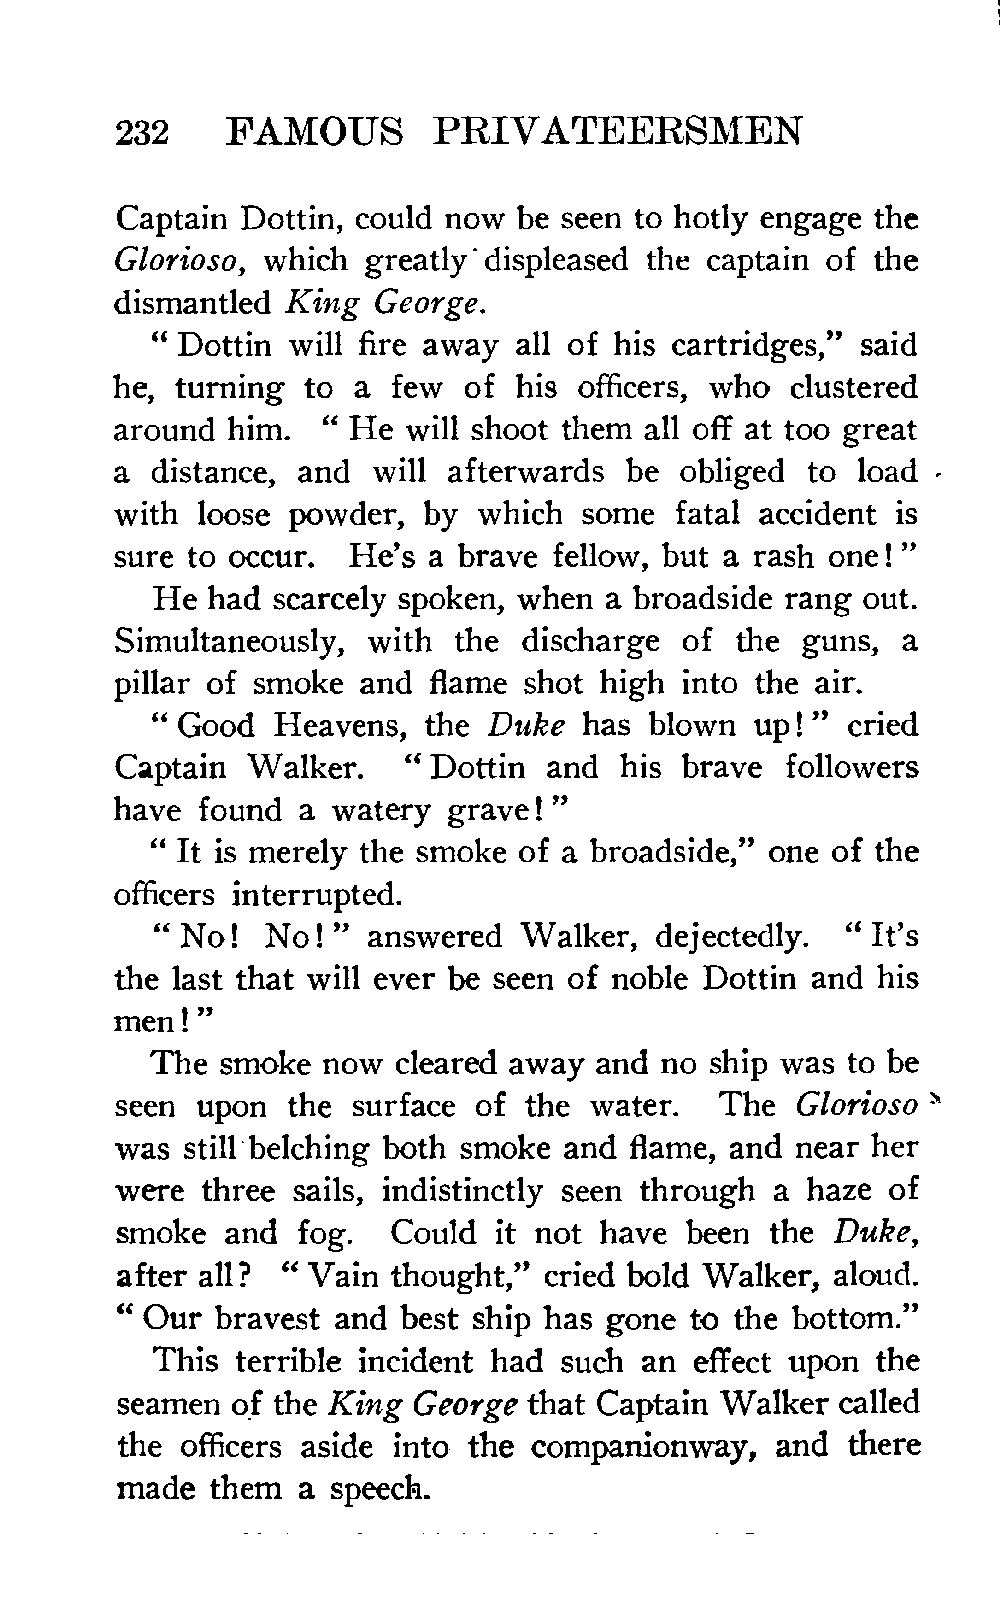 232 FAMOUS PRIVATEERSMEN
Captain Dottin, could now be seen to hotly engage the
Glorioso, which greatly displeased the captain of the
dismantled King George.
“ Dottin will fire away all of his cartridges,” said
he, turning to a few of his officers, who clustered
around him. “ He will shoot them all off at too great
a distance, and will afterwards be obliged to load
with loose powder, by which some fatal accident is
sure to occur. He’s a brave fellow, but a rash one! ”
He had scarcely spoken, when a broadside rang out.
Simultaneously, with the discharge of the guns, a
pillar of smoke and flame shot high into the air.
“ Good Heavens, the Duke has blown up! ” cried
Captain Walker. “ Dottin and his brave followers
have found a watery grave! ”
“ It is merely the smoke of a broadside,” one of the
officers interrupted.
“ No! No! ” answered Walker, dejectedly. “ It’s
the last that will ever be seen of noble Dottin and his
men! ”
The smoke now cleared away and no ship was to be
seen upon the surface of the water. The Glorioso
was still belching both smoke and flame, and near her
were three sails, indistinctly seen through a haze of
smoke and fog. Could it not have been the Duke,
after all? “ Vain thought,” cried bold Walker, aloud.
“ Our bravest and best ship has gone to the bottom.”
This terrible incident had such an effect upon the
seamen of the King George that Captain Walker called
the officers aside into the companionway, and there
made them a speech.